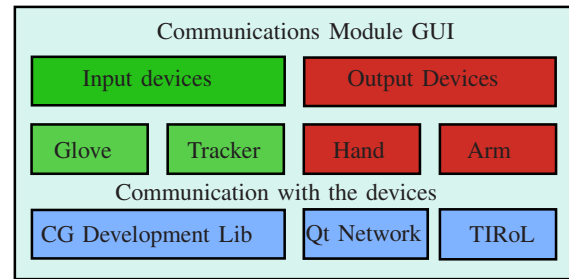 Communications Module GUI
Input devices Output Devices
Glove Tracker Hand Arm
Communication with the devices
CG Development Lib Qt Network TIRoL